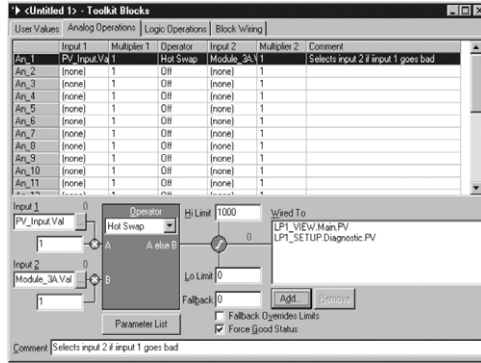 <Untitled 1> - Toolkit Blocks
User Values Analog Operations Logic Operations Block Wiring
Input 1 Multiplier 1 Operator Input 2 Multiplier 2 Comment
An_1 PV_Input.Va 1 Hot Swap Module_3A.V 1 Selects input 2 if input 1 goes bad
An_2 (none) 1 Off (none) 1
An_3 (none) 1 Off (none) 1
An_4 (none) 1 Off (none) 1
An_5 (none) 1 Off (none) 1
An_6 (none) 1 Off (none) 1
An_7 (none) 1 Off (none) 1
An_8 (none) 1 Off (none) 1
An_9 (none) 1 Off (none) 1
An_10 (none) 1 Off (none) 1
An_11 (none) 1 Off (none) 1
Input 1 0 Operator Hi Limit 1000 Wired To
PV_Input.Val ... Hot Swap LP1_VIEW.Main.PV
1 A A else B 0 LP1_SETUP.Diagnostic.PV
Input 2 0
Module_3A.Val ... B Lo Limit 0
1 Fallback 0 Add... Remove
Parameter List Fallback Overrides Limits
Force Good Status
Comment Selects input 2 if input 1 goes bad